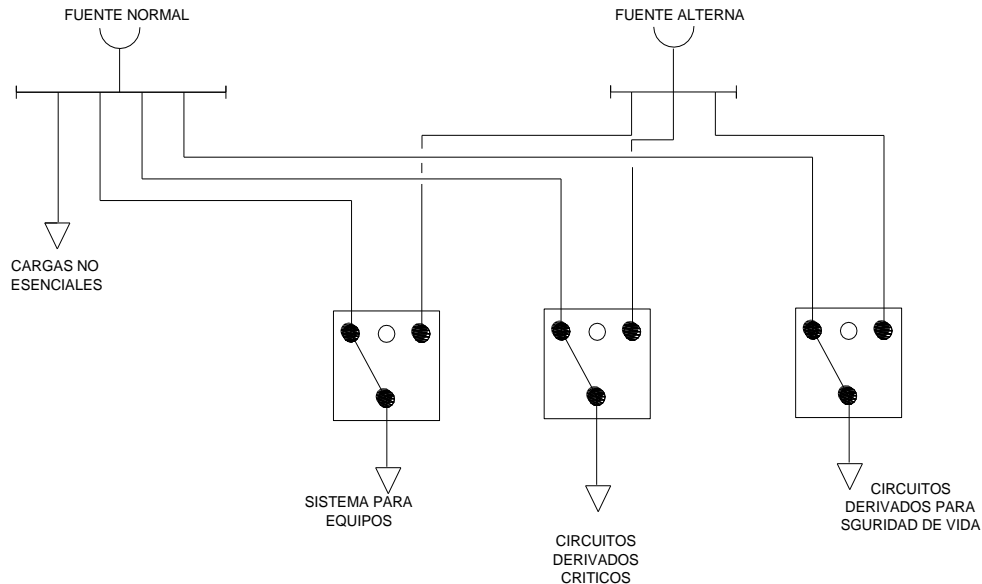 FUENTE NORMAL
FUENTE ALTERNA
CARGAS NO
ESENCIALES
SISTEMA PARA
EQUIPOS
CIRCUITOS
DERIVADOS
CRITICOS
CIRCUITOS
DERIVADOS PARA
SGURIDAD DE VIDA